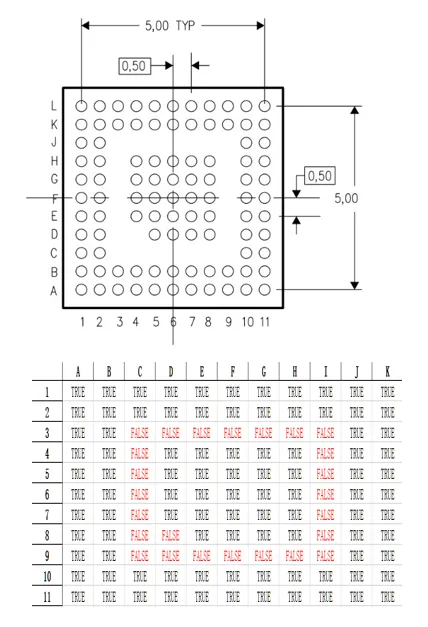 5,00 TYP
0,50
L
K
J
H
G
F
E
D
C
B
A
0,50
5,00
1 2 3 4 5 6 7 8 9 10 11
A B C D E F G H I J K
1 TRUE TRUE TRUE TRUE TRUE TRUE TRUE TRUE TRUE TRUE TRUE
2 TRUE TRUE TRUE TRUE TRUE TRUE TRUE TRUE TRUE TRUE TRUE
3 TRUE TRUE FALSE FALSE FALSE FALSE FALSE FALSE FALSE TRUE TRUE
4 TRUE TRUE FALSE TRUE TRUE TRUE TRUE TRUE FALSE TRUE TRUE
5 TRUE TRUE FALSE TRUE TRUE TRUE TRUE TRUE FALSE TRUE TRUE
6 TRUE TRUE FALSE TRUE TRUE TRUE TRUE TRUE FALSE TRUE TRUE
7 TRUE TRUE FALSE TRUE TRUE TRUE TRUE TRUE FALSE TRUE TRUE
8 TRUE TRUE FALSE FALSE TRUE TRUE TRUE TRUE FALSE TRUE TRUE
9 TRUE TRUE FALSE FALSE FALSE FALSE FALSE FALSE FALSE TRUE TRUE
10 TRUE TRUE TRUE TRUE TRUE TRUE TRUE TRUE TRUE TRUE TRUE
11 TRUE TRUE TRUE TRUE TRUE TRUE TRUE TRUE TRUE TRUE TRUE